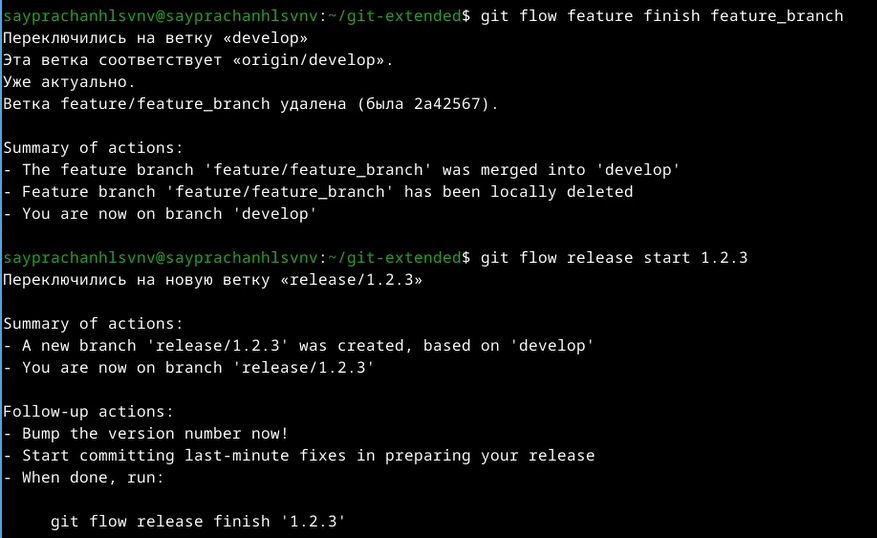 sayprachanhlsvnv@sayprachanhlsvnv:~/git-extended$ git flow feature finish feature_branch
Переключились на ветку «develop»
Эта ветка соответствует «origin/develop».
Уже актуально.
Ветка feature/feature_branch удалена (была 2a42567).
Summary of actions:
- The feature branch 'feature/feature_branch' was merged into 'develop'
- Feature branch 'feature/feature_branch' has been locally deleted
- You are now on branch 'develop'
sayprachanhlsvnv@sayprachanhlsvnv:~/git-extended$ git flow release start 1.2.3
Переключились на новую ветку «release/1.2.3»
Summary of actions:
- A new branch 'release/1.2.3' was created, based on 'develop'
- You are now on branch 'release/1.2.3'
Follow-up actions:
- Bump the version number now!
- Start committing last-minute fixes in preparing your release
- When done, run:
git flow release finish '1.2.3'